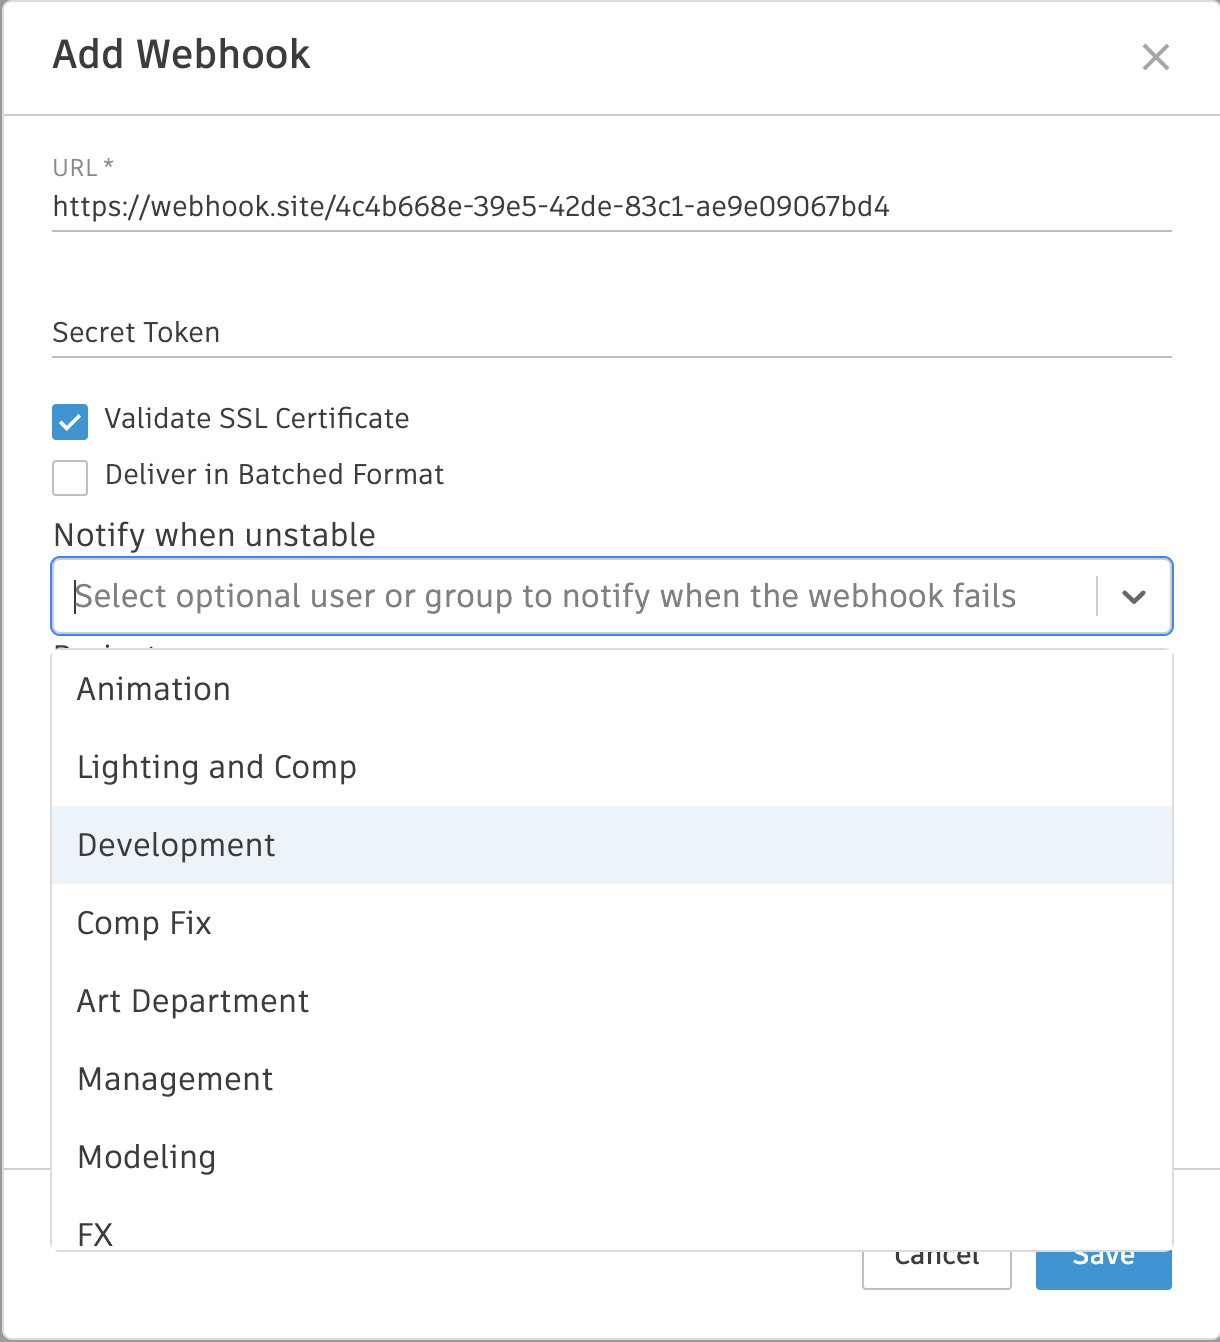 Add Webhook
URL *
https://webhook.site/4c4b668e-39e5-42de-83c1-ae9e09067bd4
Secret Token
Validate SSL Certificate
Deliver in Batched Format
Notify when unstable
Select optional user or group to notify when the webhook fails
Animation
Lighting and Comp
Development
Comp Fix
Art Department
Management
Modeling
FX
Cancel
Save